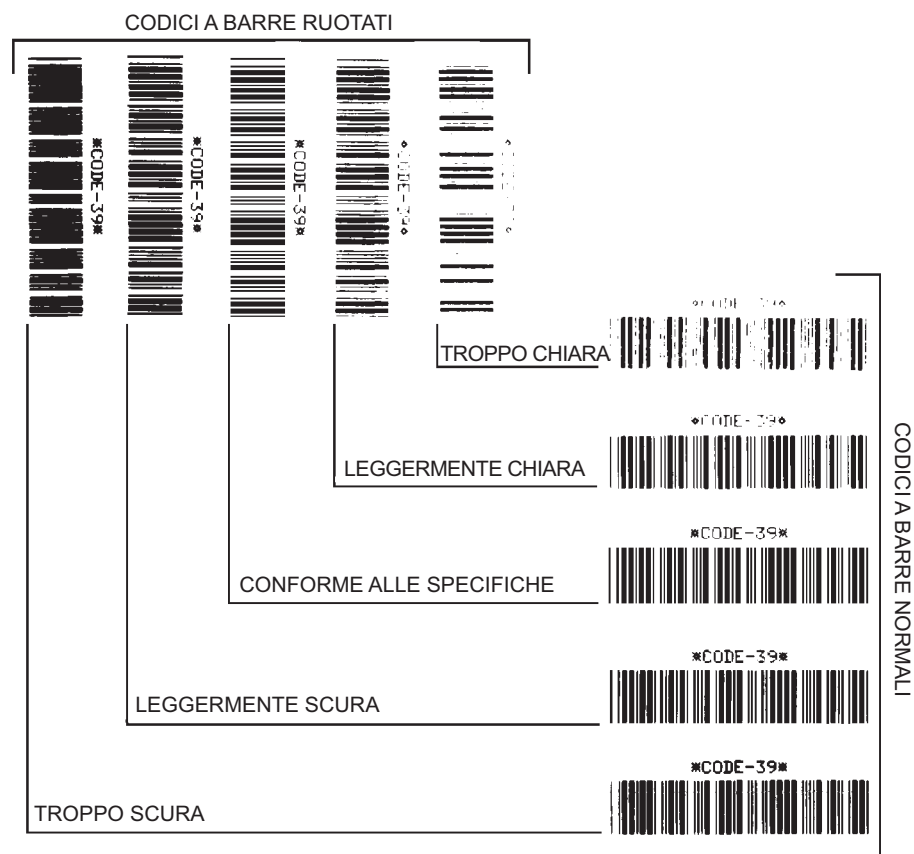 CODICI A BARRE RUOTATI
*CODE-39*
*CODE-39*
*CODE-39*
TROPPO CHIARA
LEGGERMENTE CHIARA
*CODE-39*
CONFORME ALLE SPECIFICHE
*CODE-39*
LEGGERMENTE SCURA
*CODE-39*
TROPPO SCURA
CODICI A BARRE NORMALI